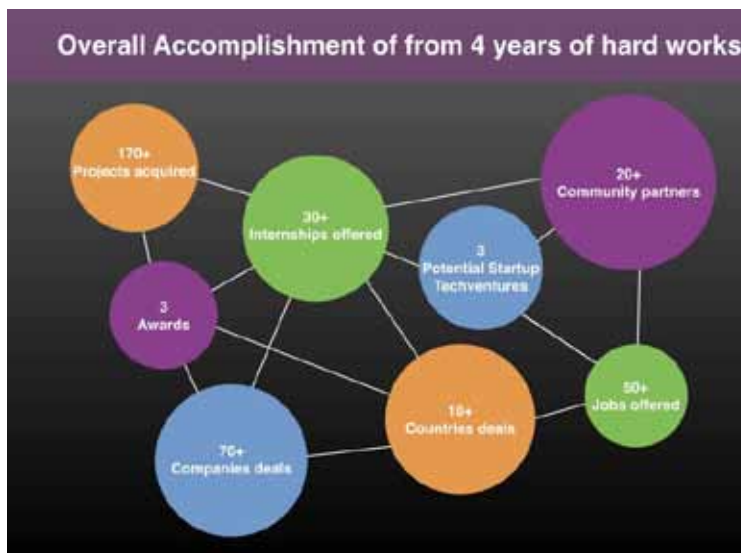 Overall Accomplishment of from 4 years of hard works
170+
Projects acquired
30+
Internships offered
20+
Community partners
3
Potential Startup
Techventures
3
Awards
50+
Jobs offered
Countries deals
70+
Companies deals